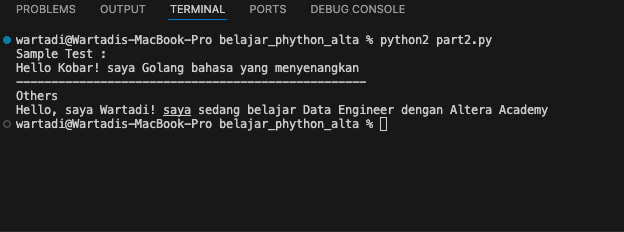 PROBLEMS OUTPUT TERMINAL PORTS DEBUG CONSOLE
wartadi@Wartadis-MacBook-Pro belajar_phython_alta % python2 part2.py
Sample Test :
Hello Kobar! saya Golang bahasa yang menyenangkan
--------------------------------------------------
Others
Hello, saya Wartadi! saya sedang belajar Data Engineer dengan Altera Academy
wartadi@Wartadis-MacBook-Pro belajar_phython_alta %